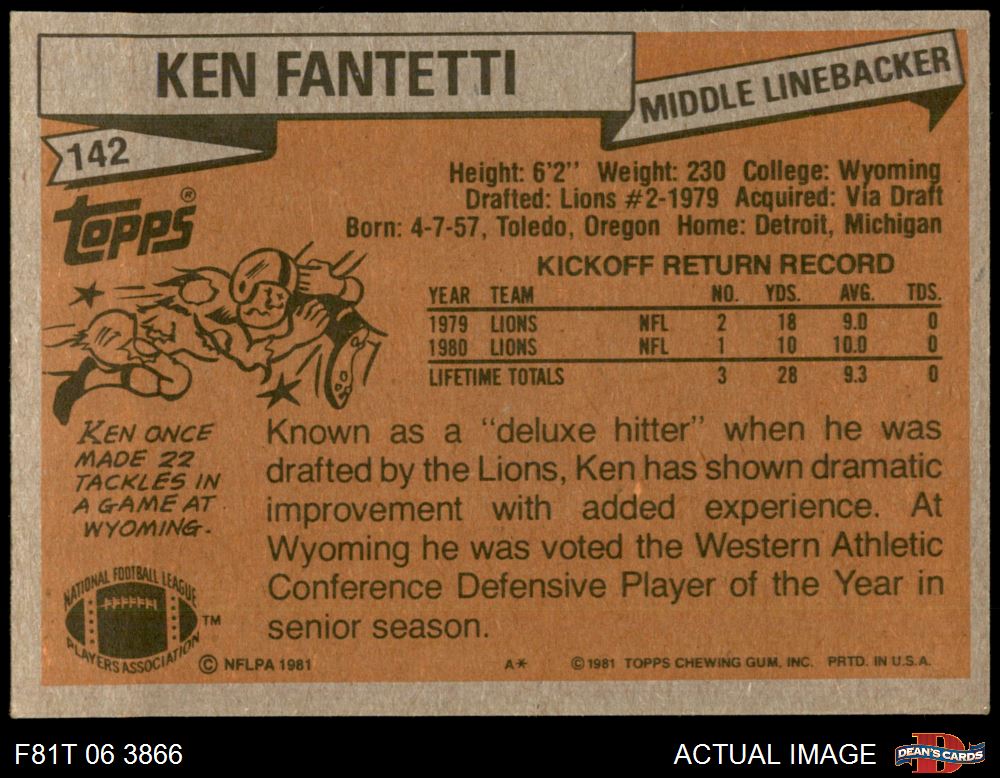 KEN FANTETTI
MIDDLE LINEBACKER
142
TOPPS®
Height: 6'2'' Weight: 230 College: Wyoming
Drafted: Lions #2-1979 Acquired: Via Draft
Born: 4-7-57, Toledo, Oregon Home: Detroit, Michigan
KICKOFF RETURN RECORD
YEAR TEAM NO. YDS. AVG. TDS.
1979 LIONS NFL 2 18 9.0 0
1980 LIONS NFL 1 10 10.0 0
LIFETIME TOTALS 3 28 9.3 0
KEN ONCE
MADE 22
TACKLES IN
A GAME AT
WYOMING.
Known as a “deluxe hitter” when he was
drafted by the Lions, Ken has shown dramatic
improvement with added experience. At
Wyoming he was voted the Western Athletic
Conference Defensive Player of the Year in
senior season.
NATIONAL FOOTBALL LEAGUE
PLAYERS ASSOCIATION
TM
© NFLPA 1981
A*
© 1981 TOPPS CHEWING GUM, INC. PRTD. IN U.S.A.
F81T 06 3866
ACTUAL IMAGE
D
DEAN'S CARDS